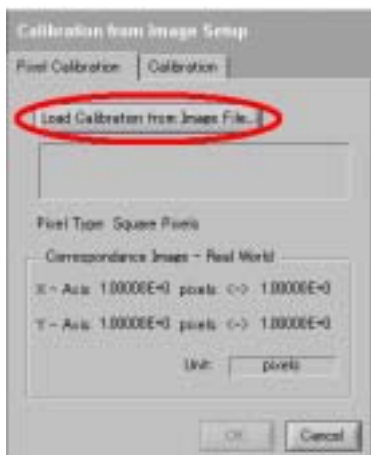 Calibration from Image Setup
Pixel Calibration Calibration
Load Calibration from Image File...
Pixel Type: Square Pixels
Correspondance Image - Real World
X - Axis 1.00000E+0 pixels <-> 1.00000E+0
Y - Axis 1.00000E+0 pixels <-> 1.00000E+0
Unit: pixels
OK Cancel